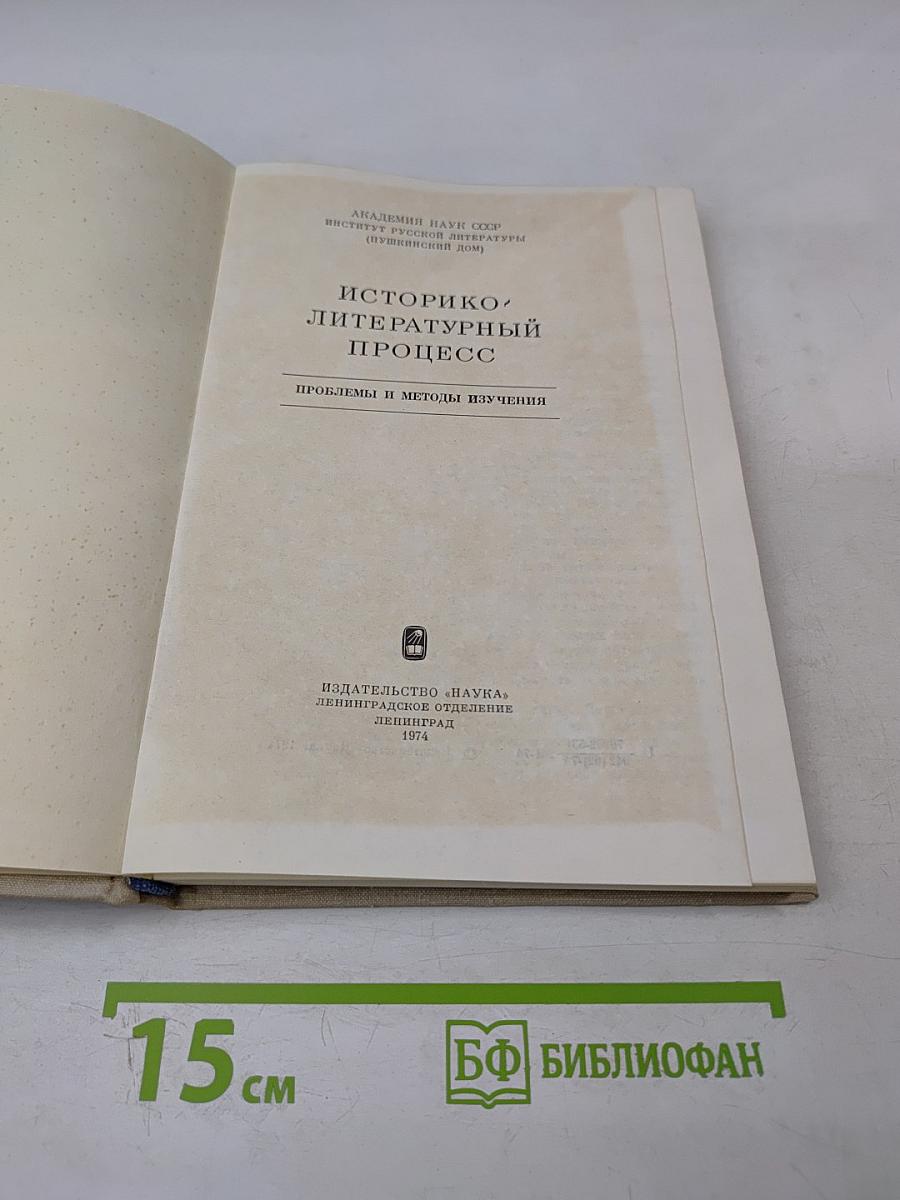 АКАДЕМИЯ НАУК СССР
ИНСТИТУТ РУССКОЙ ЛИТЕРАТУРЫ
(ПУШКИНСКИЙ ДОМ)
ИСТОРИКО-
ЛИТЕРАТУРНЫЙ
ПРОЦЕСС
ПРОБЛЕМЫ И МЕТОДЫ ИЗУЧЕНИЯ
ИЗДАТЕЛЬСТВО «НАУКА»
ЛЕНИНГРАДСКОЕ ОТДЕЛЕНИЕ
ЛЕНИНГРАД
1974
15 см
БФ БИБЛИОФАН